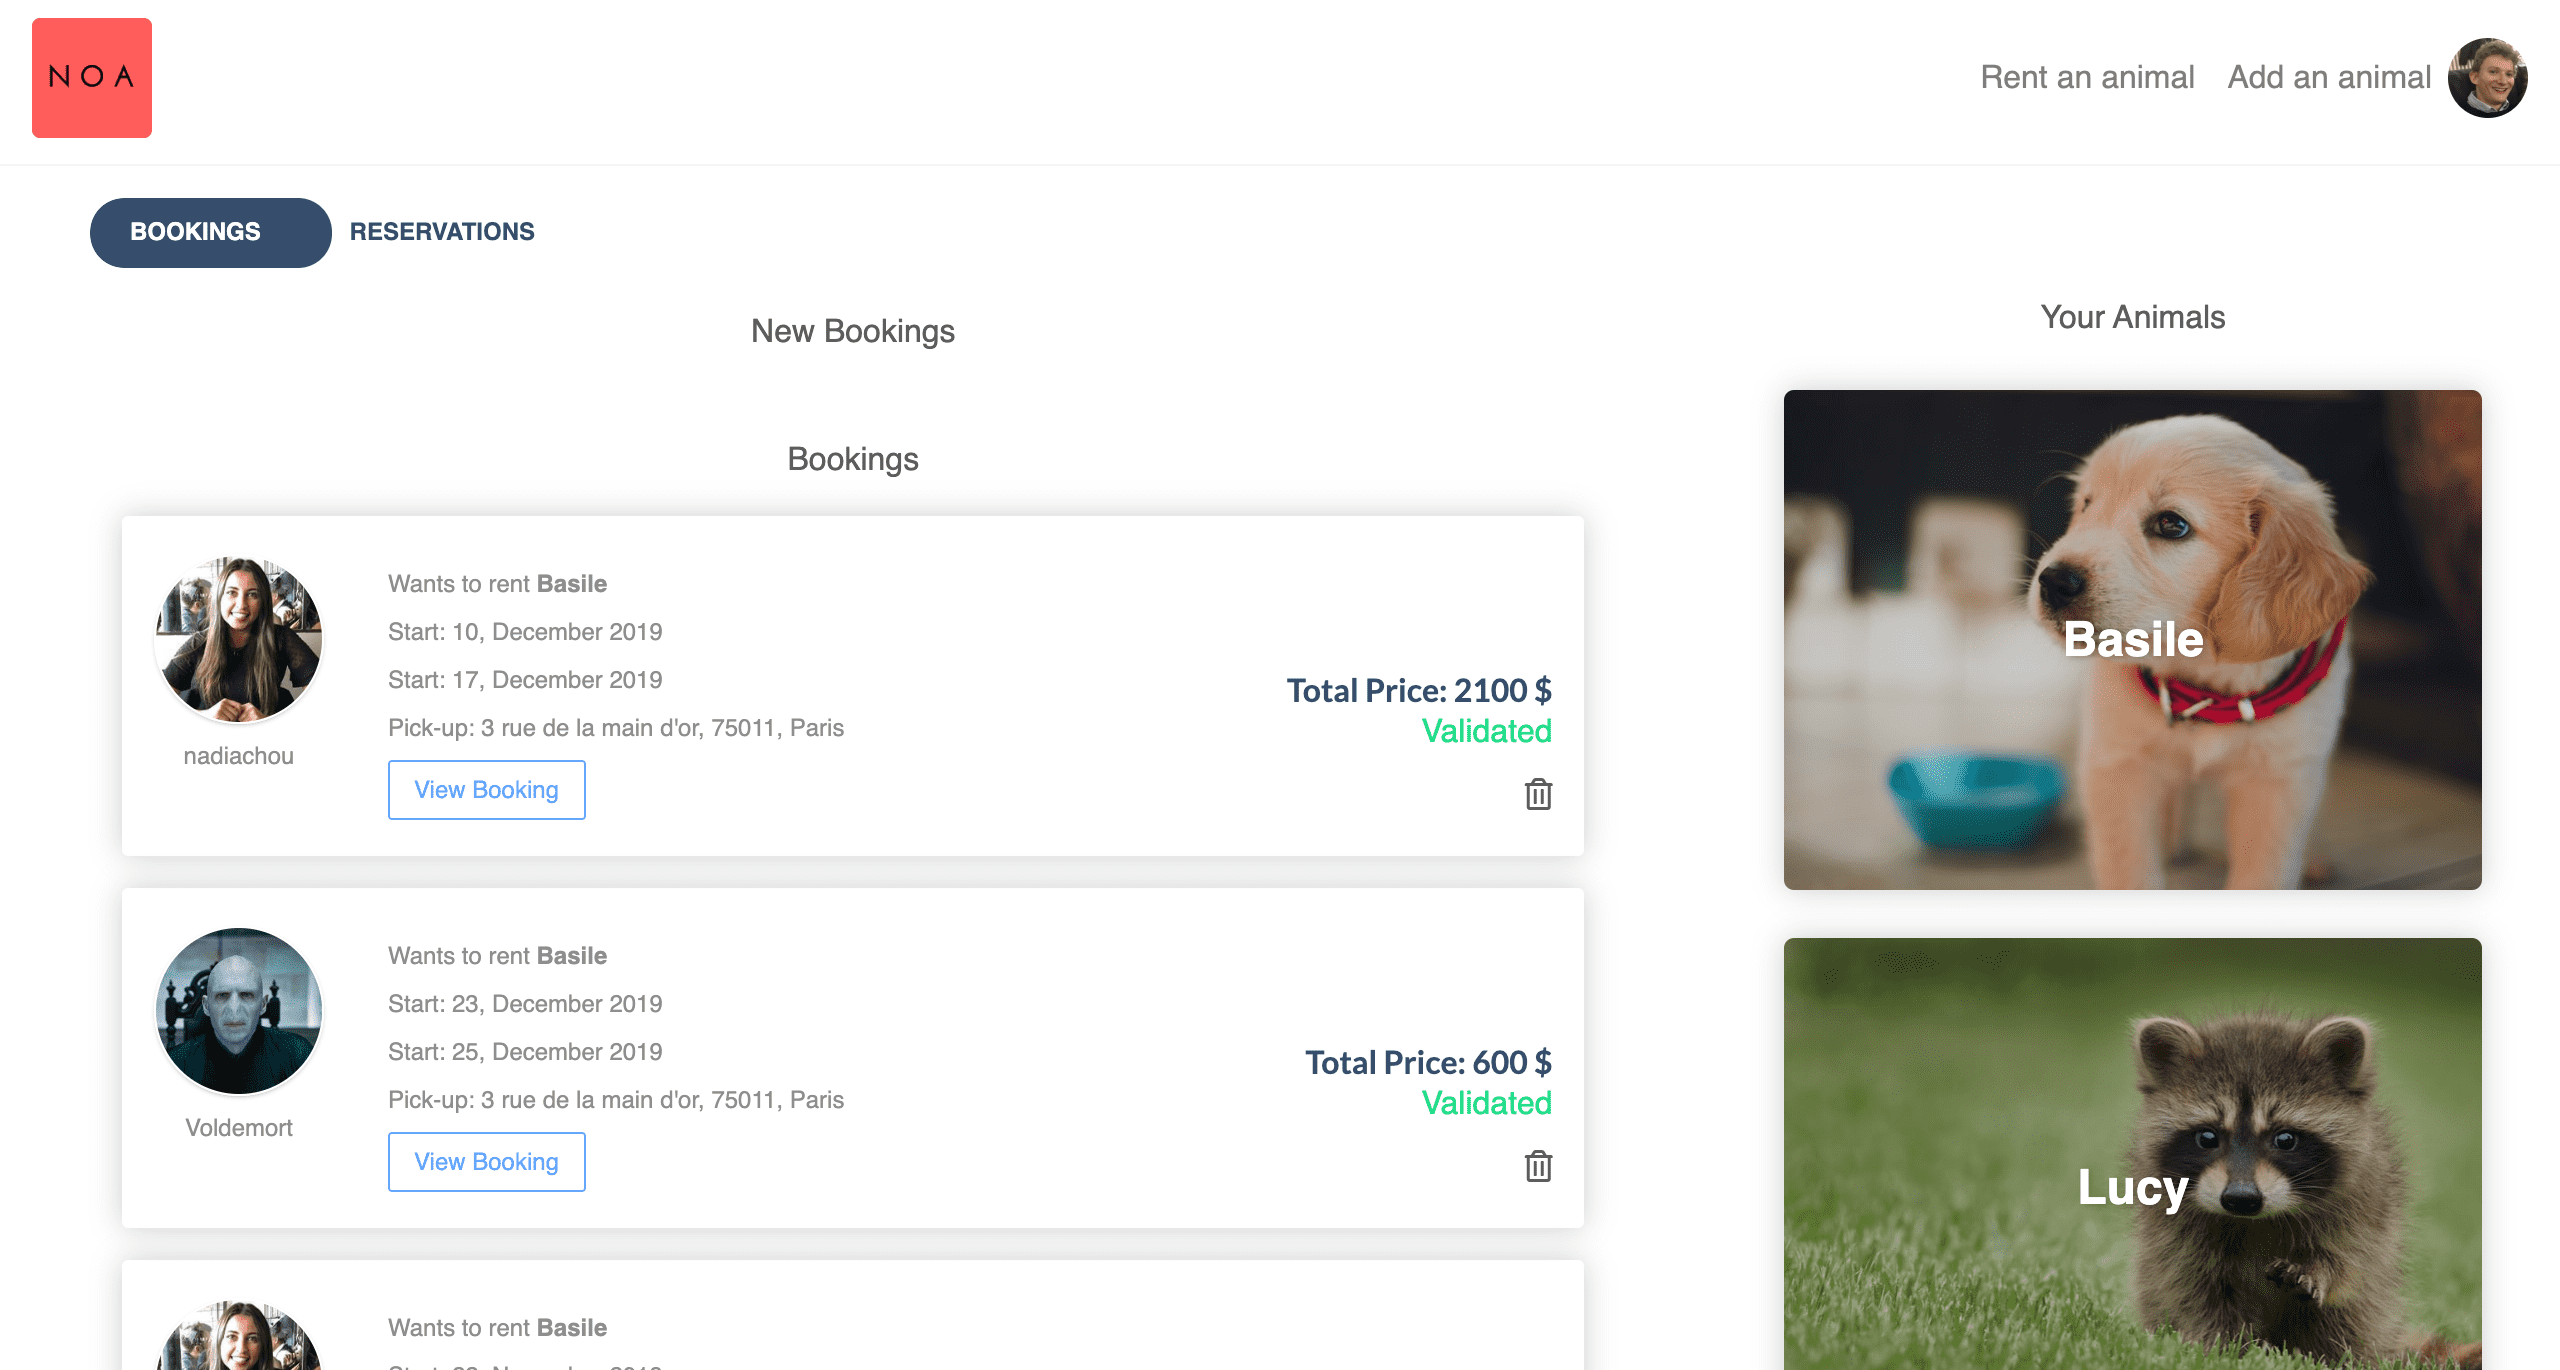 NOA
Rent an animal
Add an animal
BOOKINGS
RESERVATIONS
New Bookings
Bookings
Wants to rent Basile
Start: 10, December 2019
Start: 17, December 2019
Pick-up: 3 rue de la main d'or, 75011, Paris
nadiachou
View Booking
Total Price: 2100 $
Validated
Wants to rent Basile
Start: 23, December 2019
Start: 25, December 2019
Pick-up: 3 rue de la main d'or, 75011, Paris
Voldemort
View Booking
Total Price: 600 $
Validated
Wants to rent Basile
Your Animals
Basile
Lucy